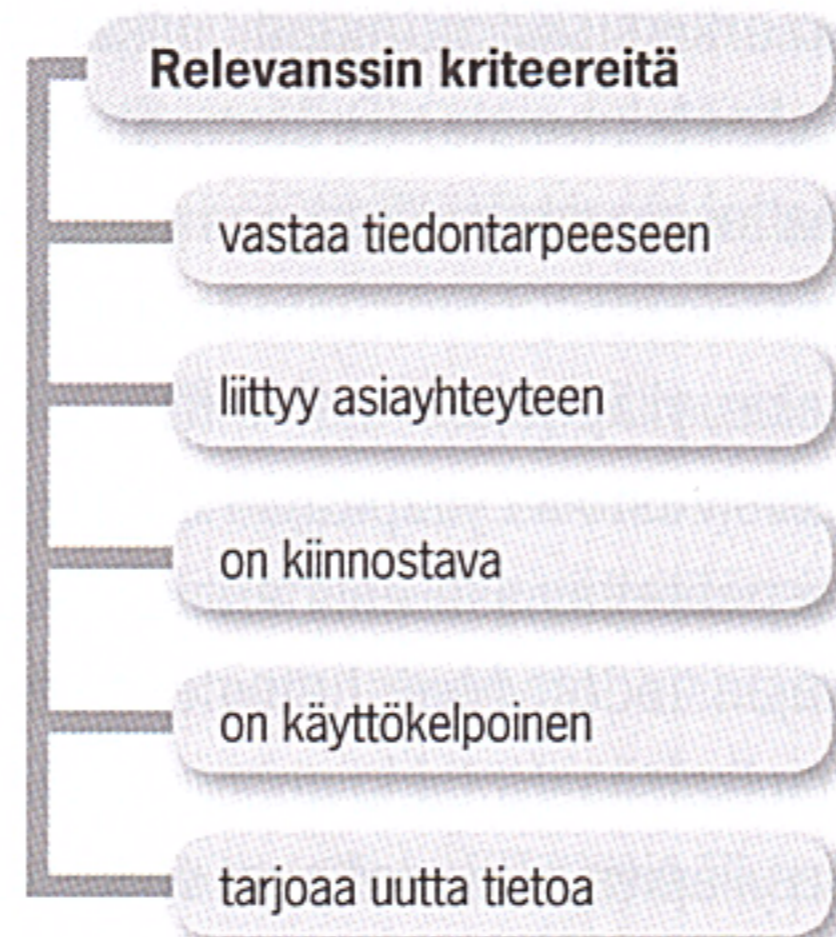 Relevanssin kriteereitä
vastaa tiedontarpeeseen
liittyy asiayhteyteen
on kiinnostava
on käyttökelpoinen
tarjoaa uutta tietoa